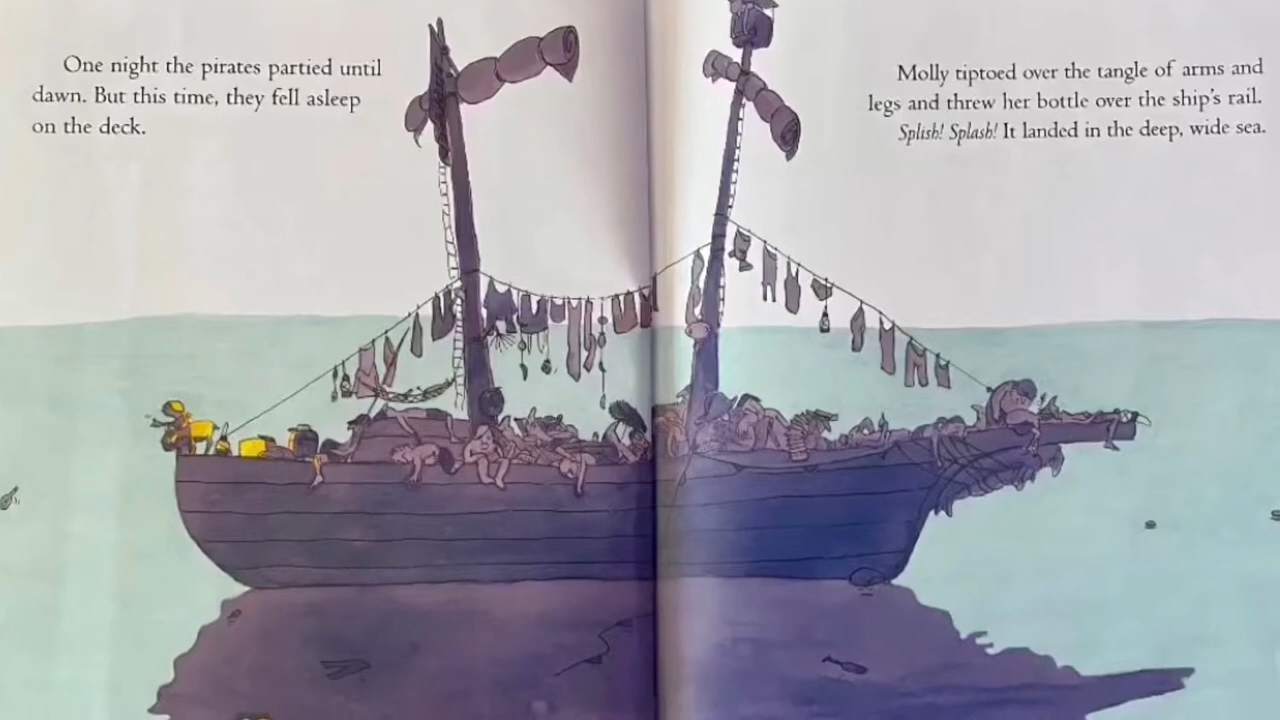 One night the pirates partied until
dawn. But this time, they fell asleep
on the deck.
Molly tiptoed over the tangle of arms and
legs and threw her bottle over the ship's rail.
Splish! Splash! It landed in the deep, wide sea.